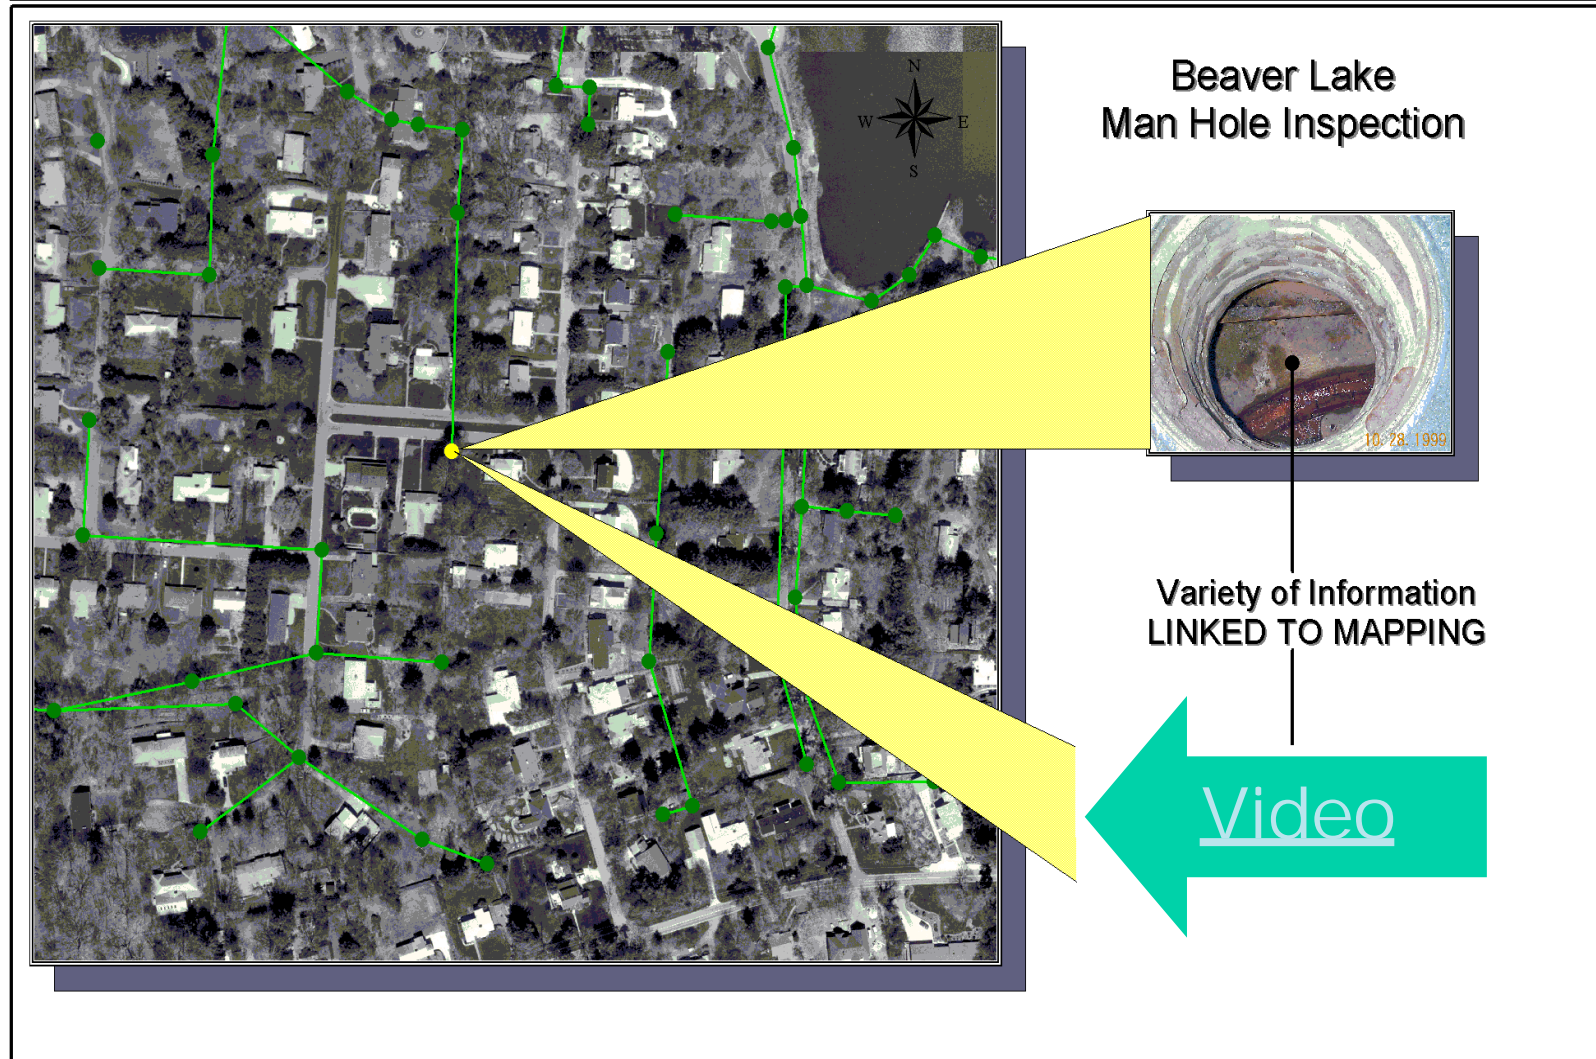 Beaver Lake
Man Hole Inspection
N
W
E
S
10.28.1999
Variety of Information
LINKED TO MAPPING
Video